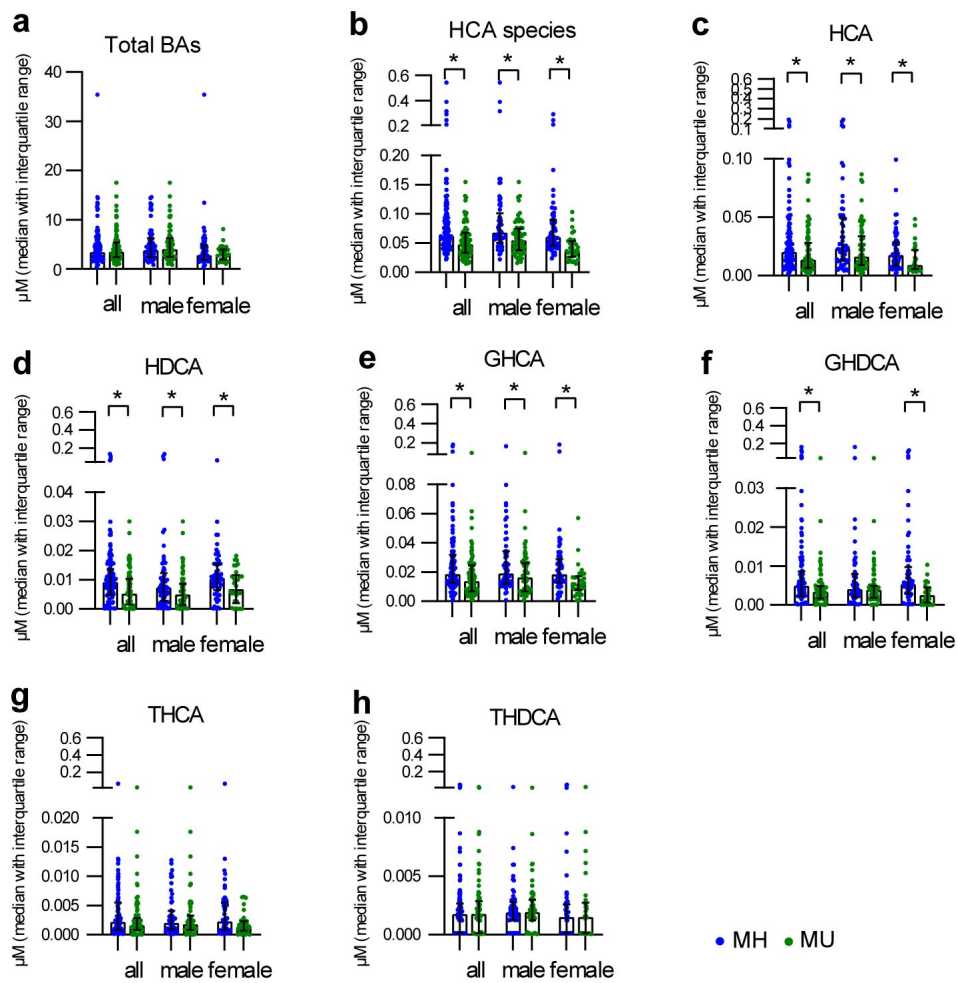 a
Total BAs
µM (median with interquartile range)
40
30
20
10
0
all male female
b
HCA species
µM (median with interquartile range)
* * *
0.6
0.4
0.2
0.20
0.15
0.10
0.05
0.00
all male female
c
HCA
µM (median with interquartile range)
* * *
0.6
0.5
0.4
0.3
0.2
0.1
0.10
0.05
0.00
all male female
d
HDCA
µM (median with interquartile range)
* * *
0.6
0.4
0.2
0.04
0.03
0.02
0.01
0.00
all male female
e
GHCA
µM (median with interquartile range)
* * *
0.6
0.4
0.2
0.08
0.06
0.04
0.02
0.00
all male female
f
GHDCA
µM (median with interquartile range)
* *
0.6
0.4
0.2
0.03
0.02
0.01
0.00
all male female
g
THCA
µM (median with interquartile range)
0.6
0.4
0.2
0.020
0.015
0.010
0.005
0.000
all male female
h
THDCA
µM (median with interquartile range)
0.6
0.4
0.2
0.010
0.005
0.000
all male female
MH MU